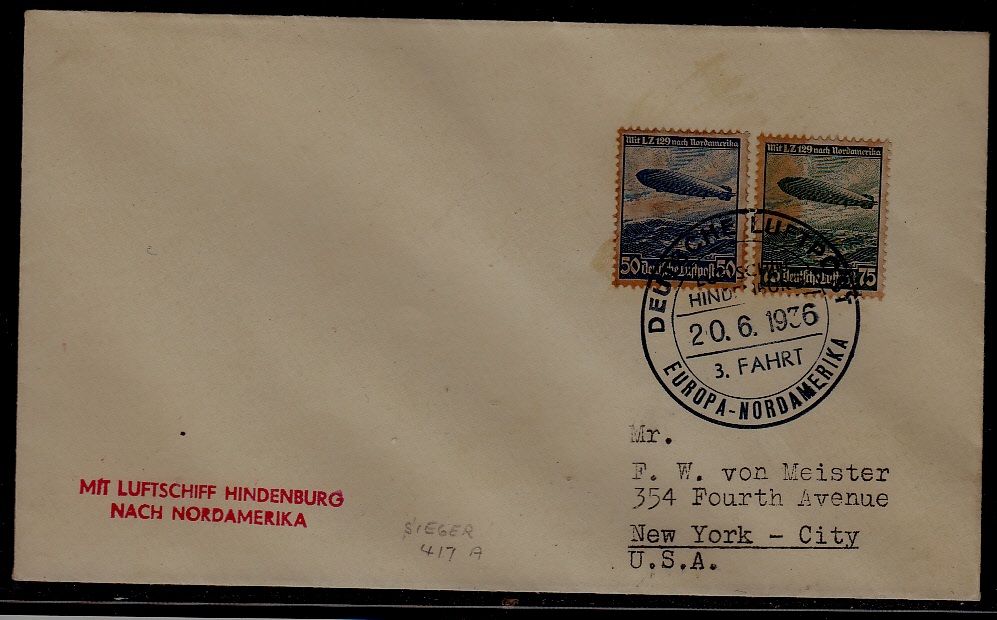 Mit LZ 129 nach Nordamerika
50 Deutsche Luftpost 50
Mit LZ 129 nach Nordamerika
75 Deutsche Luftpost 75
DEUTSCHE LUFTPOST
LUFTSCHIFF
HINDENBURG
20.6.1936
3. FAHRT
EUROPA-NORDAMERIKA
Mr.
F. W. von Meister
354 Fourth Avenue
New York - City
U.S.A.
MIT LUFTSCHIFF HINDENBURG
NACH NORDAMERIKA
SIEGER
417 A